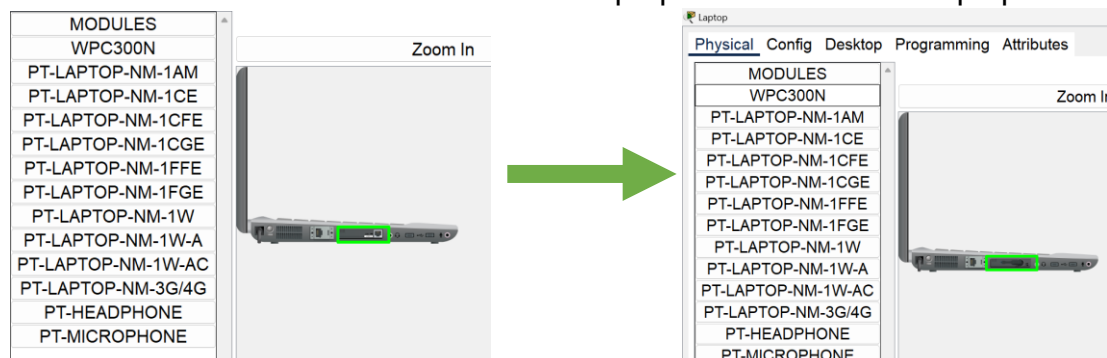 MODULES
WPC300N
PT-LAPTOP-NM-1AM
PT-LAPTOP-NM-1CE
PT-LAPTOP-NM-1CFE
PT-LAPTOP-NM-1CGE
PT-LAPTOP-NM-1FFE
PT-LAPTOP-NM-1FGE
PT-LAPTOP-NM-1W
PT-LAPTOP-NM-1W-A
PT-LAPTOP-NM-1W-AC
PT-LAPTOP-NM-3G/4G
PT-HEADPHONE
PT-MICROPHONE
Zoom In
Laptop
Physical Config Desktop Programming Attributes
MODULES
WPC300N
PT-LAPTOP-NM-1AM
PT-LAPTOP-NM-1CE
PT-LAPTOP-NM-1CFE
PT-LAPTOP-NM-1CGE
PT-LAPTOP-NM-1FFE
PT-LAPTOP-NM-1FGE
PT-LAPTOP-NM-1W
PT-LAPTOP-NM-1W-A
PT-LAPTOP-NM-1W-AC
PT-LAPTOP-NM-3G/4G
PT-HEADPHONE
PT-MICROPHONE
Zoom In